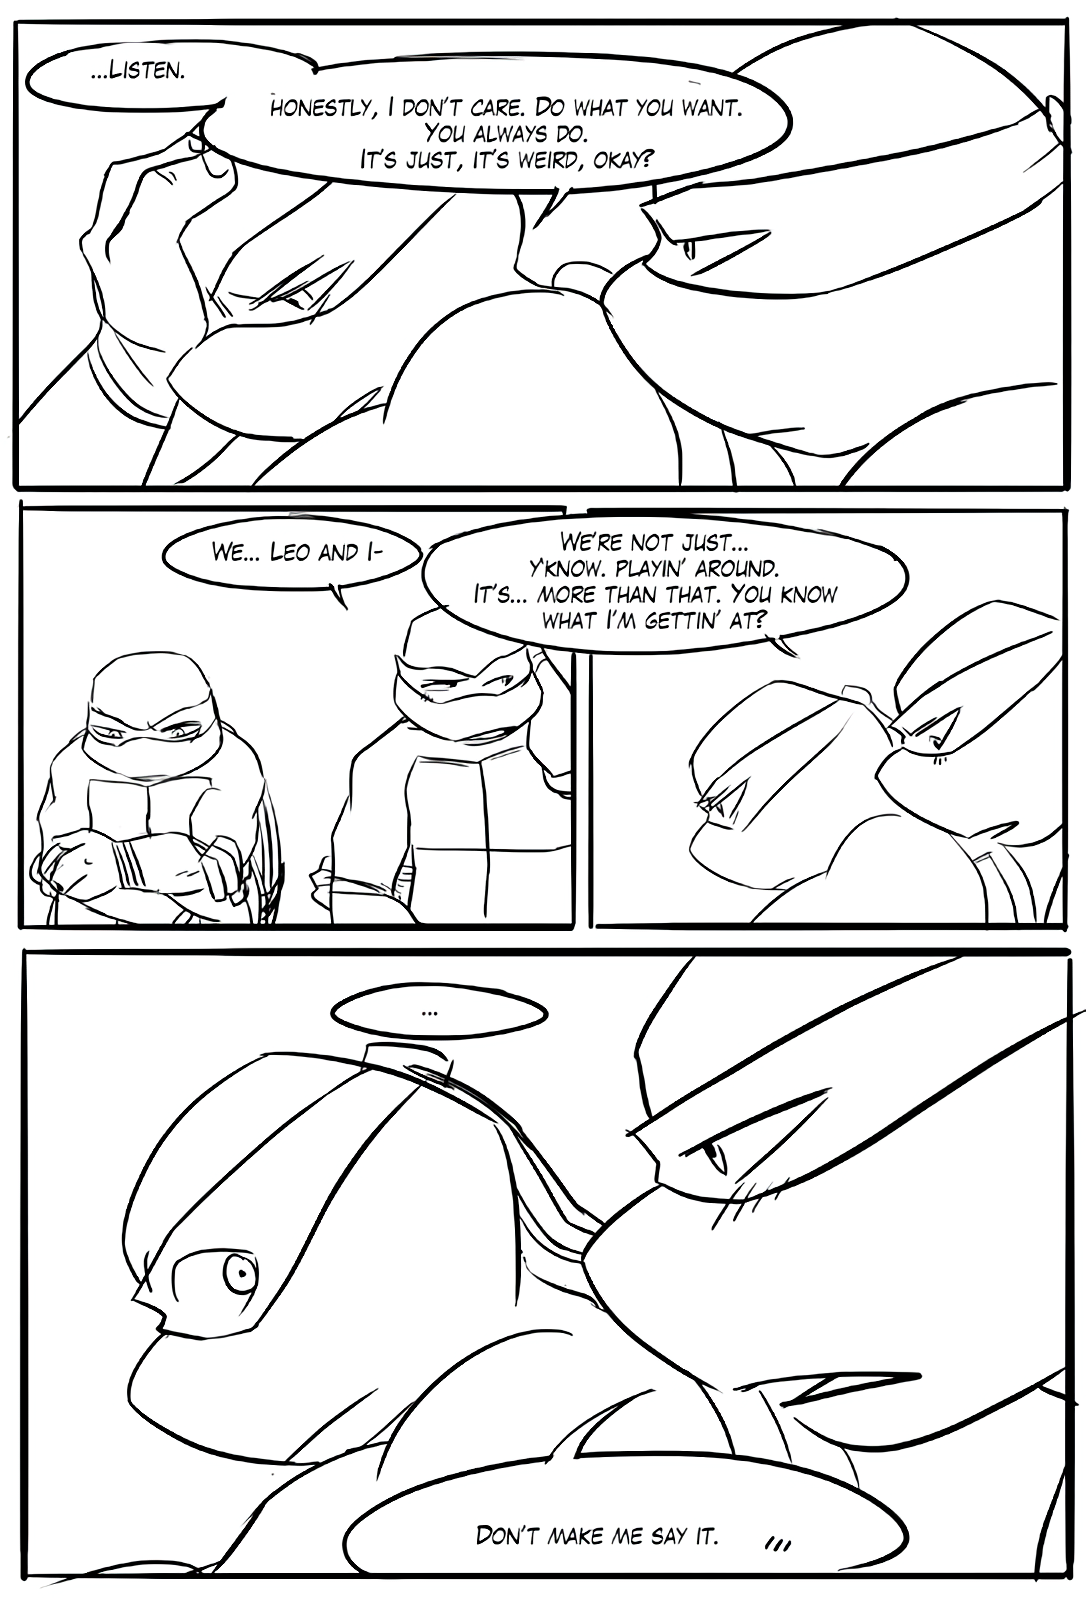 ...Listen.
Honestly, I don't care. Do what you want.
You always do.
It's just, it's weird, okay?
We... Leo and I-
We're not just...
y'know. playin' around.
It's... more than that. You know
what I'm gettin' at?
...
Don't make me say it.